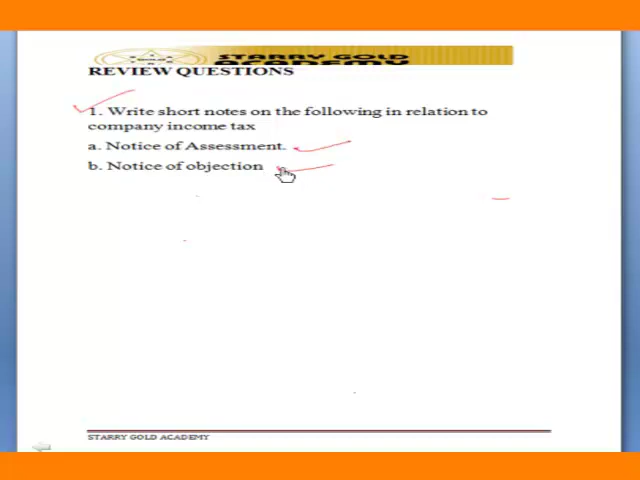 GOLD
STARRY GOLD
ACADEMY
REVIEW QUESTIONS
1. Write short notes on the following in relation to
company income tax
a. Notice of Assessment.
b. Notice of objection
STARRY GOLD ACADEMY